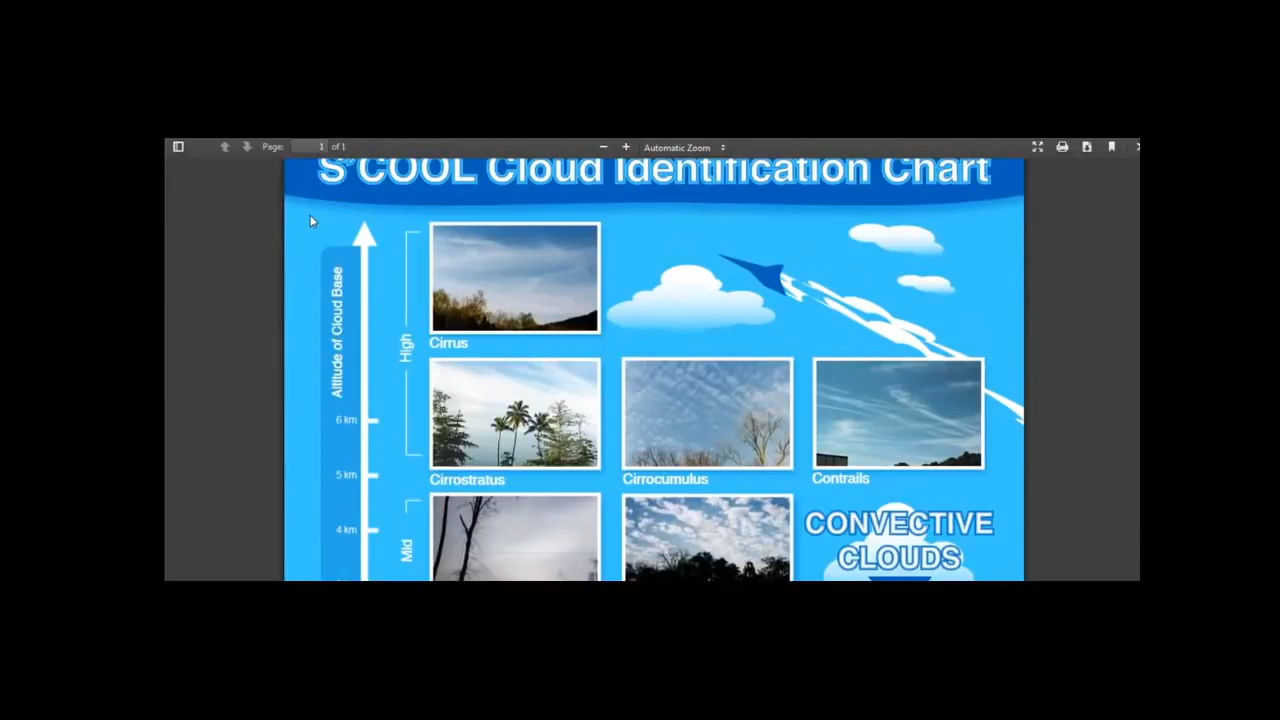 Page: 1 of 1
Automatic Zoom
S'COOL Cloud Identification Chart
Altitude of Cloud Base
High
Cirrus
6 km
Cirrostratus
Cirrocumulus
Contrails
5 km
4 km
Mid
CONVECTIVE
CLOUDS